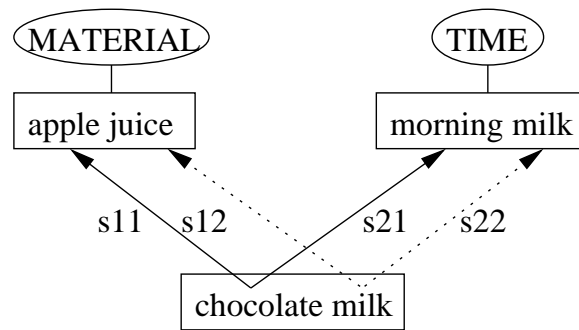 MATERIAL TIME
apple juice morning milk
s11 s12 s21 s22
chocolate milk